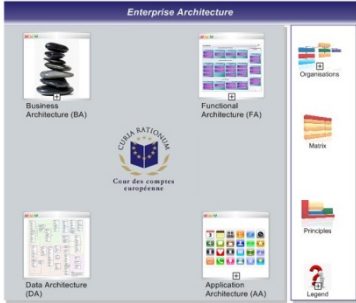 Enterprise Architecture
Business
Architecture (BA)
Functional
Architecture (FA)
Organisations
Matrix
CURIA RATIONUM
Cour des comptes
européenne
Principles
Data Architecture
(DA)
Application
Architecture (AA)
Legend